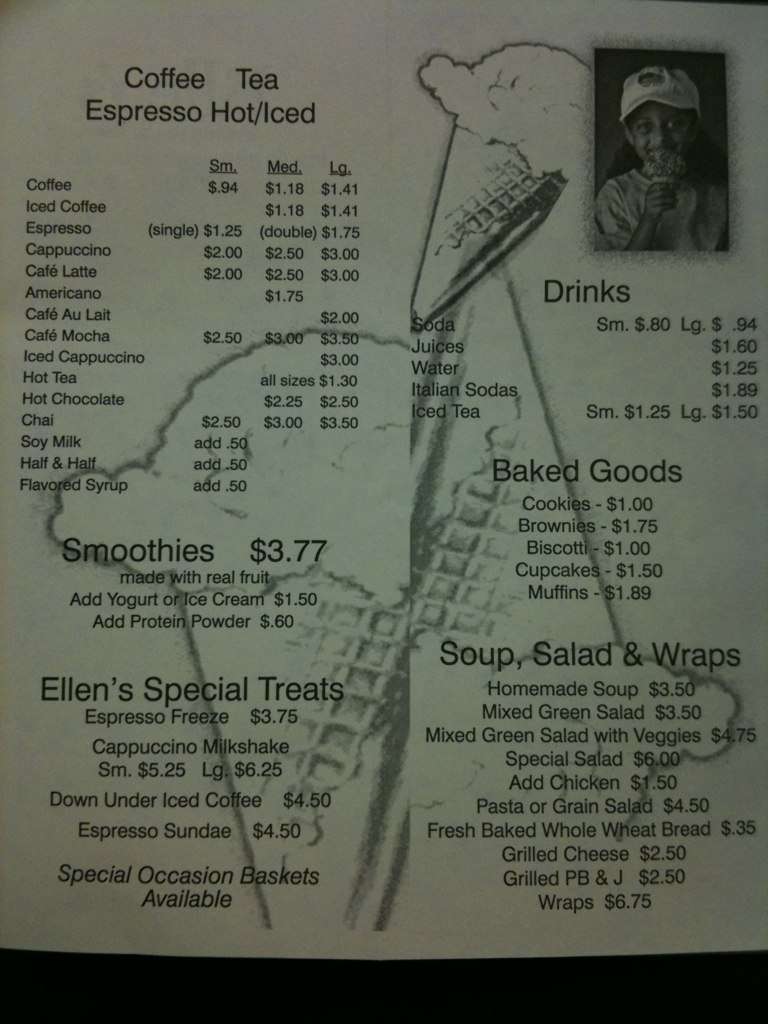 Coffee Tea
Espresso Hot/Iced
Sm. Med. Lg.
Coffee $.94 $1.18 $1.41
Iced Coffee $1.18 $1.41
Espresso (single) $1.25 (double) $1.75
Cappuccino $2.00 $2.50 $3.00
Café Latte $2.00 $2.50 $3.00
Americano $1.75
Café Au Lait $2.00
Café Mocha $2.50 $3.00 $3.50
Iced Cappuccino $3.00
Hot Tea all sizes $1.30
Hot Chocolate $2.25 $2.50
Chai $2.50 $3.00 $3.50
Soy Milk add .50
Half & Half add .50
Flavored Syrup add .50
Smoothies $3.77
made with real fruit
Add Yogurt or Ice Cream $1.50
Add Protein Powder $.60
Ellen's Special Treats
Espresso Freeze $3.75
Cappuccino Milkshake
Sm. $5.25 Lg. $6.25
Down Under Iced Coffee $4.50
Espresso Sundae $4.50
Special Occasion Baskets
Available
Drinks
Soda Sm. $.80 Lg. $ .94
Juices $1.60
Water $1.25
Italian Sodas $1.89
Iced Tea Sm. $1.25 Lg. $1.50
Baked Goods
Cookies - $1.00
Brownies - $1.75
Biscotti - $1.00
Cupcakes - $1.50
Muffins - $1.89
Soup, Salad & Wraps
Homemade Soup $3.50
Mixed Green Salad $3.50
Mixed Green Salad with Veggies $4.75
Special Salad $6.00
Add Chicken $1.50
Pasta or Grain Salad $4.50
Fresh Baked Whole Wheat Bread $.35
Grilled Cheese $2.50
Grilled PB & J $2.50
Wraps $6.75